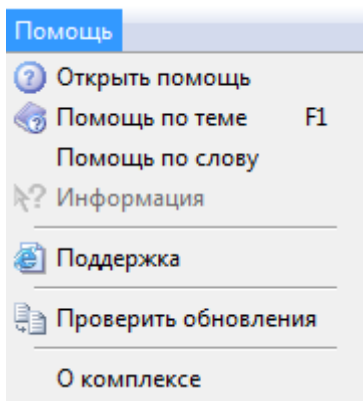 Помощь
Открыть помощь
Помощь по теме F1
Помощь по слову
Информация
Поддержка
Проверить обновления
О комплексе